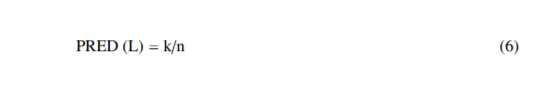 PRED (L) = k/n (6)